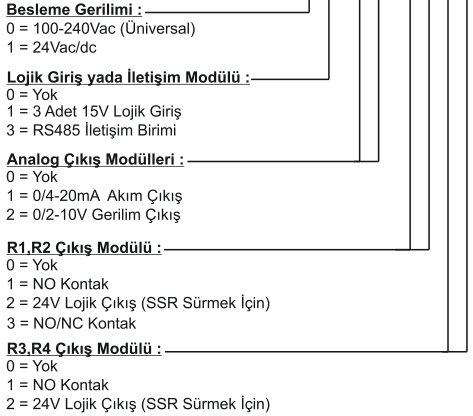 Besleme Gerilimi :
0 = 100-240Vac (Üniversal)
1 = 24Vac/dc
Lojik Giriş yada İletişim Modülü :
0 = Yok
1 = 3 Adet 15V Lojik Giriş
3 = RS485 İletişim Birimi
Analog Çıkış Modülleri :
0 = Yok
1 = 0/4-20mA Akım Çıkış
2 = 0/2-10V Gerilim Çıkış
R1,R2 Çıkış Modülü :
0 = Yok
1 = NO Kontak
2 = 24V Lojik Çıkış (SSR Sürmek İçin)
3 = NO/NC Kontak
R3,R4 Çıkış Modülü :
0 = Yok
1 = NO Kontak
2 = 24V Lojik Çıkış (SSR Sürmek İçin)